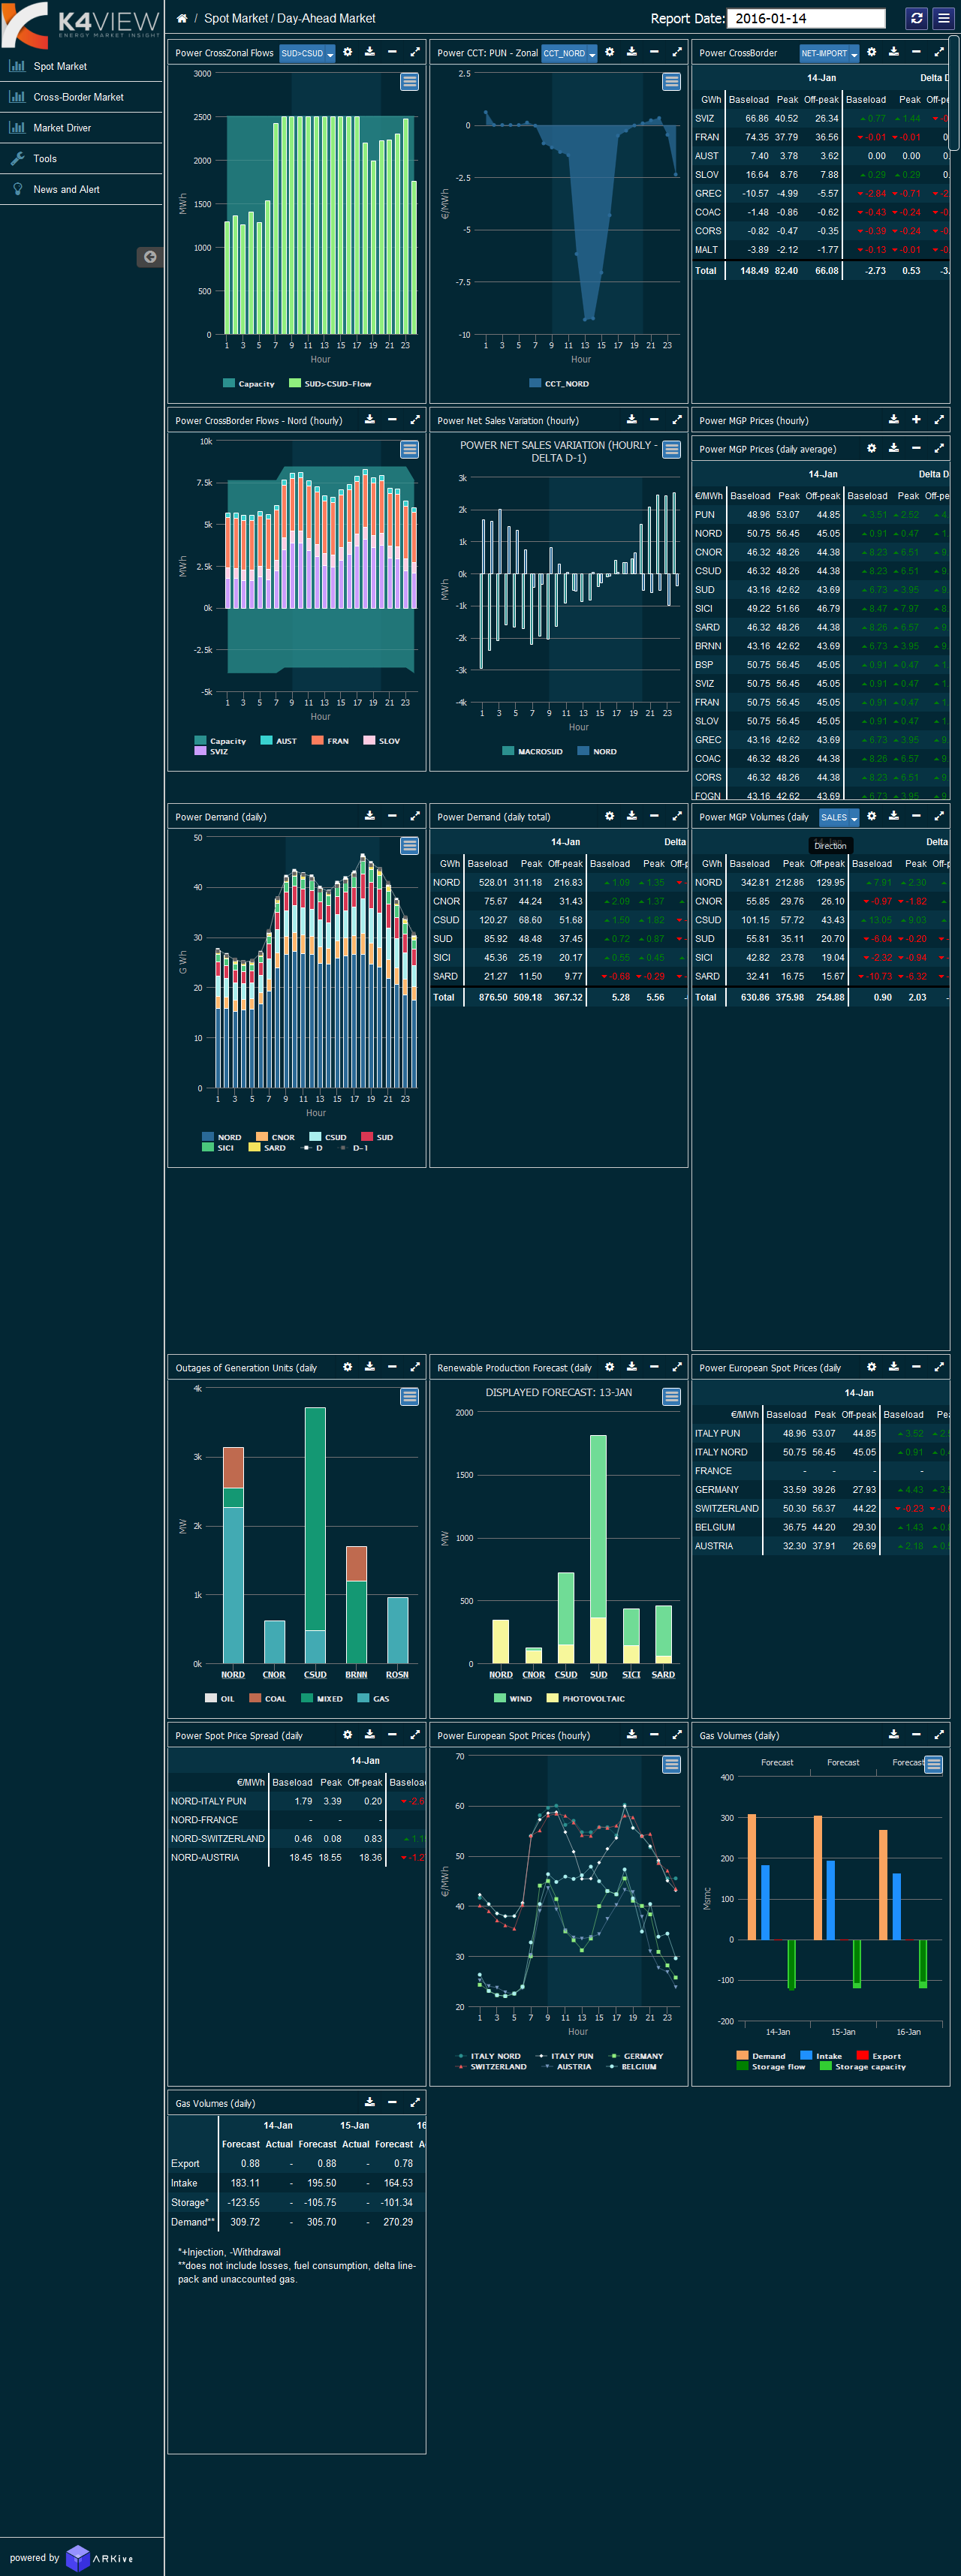 K4VIEW
ENERGY MARKET INSIGHT
/ Spot Market / Day-Ahead Market
Report Date: 2016-01-14
Spot Market
Cross-Border Market
Market Driver
Tools
News and Alert
Power CrossZonal Flows SUD>CSUD
MWh
3000
2500
2000
1500
1000
500
0
1 3 5 7 9 11 13 15 17 19 21 23
Hour
Capacity SUD>CSUD-Flow
Power CCT: PUN - Zonal CCT_NORD
€/MWh
2.5
0
-2.5
-5
-7.5
-10
1 3 5 7 9 11 13 15 17 19 21 23
Hour
CCT_NORD
Power CrossBorder NET-IMPORT
14-Jan Delta D
GWh Baseload Peak Off-peak Baseload Peak
SVIZ 66.86 40.52 26.34 0.77 1.44
FRAN 74.35 37.79 36.56 -0.01 -0.01
AUST 7.40 3.78 3.62 0.00 0.00
SLOV 16.64 8.76 7.88 0.29 0.29
GREC -10.57 -4.99 -5.57 -2.64 -0.71
COAC -1.48 -0.86 -0.62 -0.43 -0.24
CORS -0.82 -0.47 -0.35 -0.39 -0.24
MALT -3.89 -2.12 -1.77 -0.13 -0.01
Total 148.49 82.40 66.08 -2.73 0.53 -3.
Power CrossBorder Flows - Nord (hourly)
MWh
10k
7.5k
5k
2.5k
0k
-2.5k
-5k
1 3 5 7 9 11 13 15 17 19 21 23
Hour
Capacity AUST FRAN SLOV
SVIZ
Power Net Sales Variation (hourly)
POWER NET SALES VARIATION (HOURLY -
DELTA D-1)
MWh
3k
2k
1k
0k
-1k
-2k
-3k
-4k
1 3 5 7 9 11 13 15 17 19 21 23
Hour
MACROSUD NORD
Power MGP Prices (hourly)
Power MGP Prices (daily average)
14-Jan Delta D
€/MWh Baseload Peak Off-peak Baseload Peak Off-pe
PUN 48.96 53.07 44.85 3.51 2.52 4.
NORD 50.75 56.45 45.05 0.91 0.47 1.
CNOR 46.32 48.26 44.38 8.23 6.51 9.
CSUD 46.32 48.26 44.38 8.23 6.51 9.
SUD 43.16 42.62 43.69 6.73 3.95 9.
SICI 49.22 51.66 46.79 8.47 7.97 8.
SARD 46.32 48.26 44.38 8.26 6.57 9.
BRNN 43.16 42.62 43.69 6.73 3.95 9.
BSP 50.75 56.45 45.05 0.91 0.47 1.
SVIZ 50.75 56.45 45.05 0.91 0.47 1.
FRAN 50.75 56.45 45.05 0.91 0.47 1.
SLOV 50.75 56.45 45.05 0.91 0.47 1.
GREC 43.16 42.62 43.69 6.73 3.95 9.
COAC 46.32 48.26 44.38 8.26 6.57 9.
CORS 46.32 48.26 44.38 8.23 6.51 9.
FOGN 43.16 42.62 43.69 6.73 3.95 9.
Power Demand (daily)
G Wh
50
40
30
20
10
0
1 3 5 7 9 11 13 15 17 19 21 23
Hour
NORD CNOR CSUD SUD
SICI SARD D D-1
Power Demand (daily total)
14-Jan Delta
GWh Baseload Peak Off-peak Baseload Peak Off-p
NORD 528.01 311.18 216.83 1.09 1.35
CNOR 75.67 44.24 31.43 2.09 1.37
CSUD 120.27 68.60 51.68 1.50 1.82
SUD 85.92 48.48 37.45 0.72 0.87
SICI 45.36 25.19 20.17 0.55 0.45
SARD 21.27 11.50 9.77 -0.68 -0.29
Total 876.50 509.18 367.32 5.28 5.56 -
Power MGP Volumes (daily SALES
Direction
Delta
GWh Baseload Peak Off-peak Baseload Peak Off-p
NORD 342.81 212.86 129.95 7.91 2.30
CNOR 55.85 29.76 26.10 -0.97 -1.82
CSUD 101.15 57.72 43.43 13.05 9.03
SUD 55.81 35.11 20.70 -6.04 -0.20
SICI 42.82 23.78 19.04 -2.32 -0.94
SARD 32.41 16.75 15.67 -10.73 -6.32
Total 630.86 375.98 254.88 0.90 2.03 -
Outages of Generation Units (daily
MW
4k
3k
2k
1k
0k
NORD CNOR CSUD BRNN ROSN
OIL COAL MIXED GAS
Renewable Production Forecast (daily
DISPLAYED FORECAST: 13-JAN
MW
2000
1500
1000
500
0
NORD CNOR CSUD SUD SICI SARD
WIND PHOTOVOLTAIC
Power European Spot Prices (daily
14-Jan
€/MWh Baseload Peak Off-peak Baseload Pea
ITALY PUN 48.96 53.07 44.85 3.52
ITALY NORD 50.75 56.45 45.05 0.91
FRANCE - - - -
GERMANY 33.59 39.26 27.93 4.43
SWITZERLAND 50.30 56.37 44.22 -0.23
BELGIUM 36.75 44.20 29.30 1.43
AUSTRIA 32.30 37.91 26.69 2.18
Power Spot Price Spread (daily
14-Jan
€/MWh Baseload Peak Off-peak Baseload
NORD-ITALY PUN 1.79 3.39 0.20
NORD-FRANCE - - -
NORD-SWITZERLAND 0.46 0.08 0.83
NORD-AUSTRIA 18.45 18.55 18.36
Power European Spot Prices (hourly)
€/MWh
70
60
50
40
30
20
1 3 5 7 9 11 13 15 17 19 21 23
Hour
ITALY NORD ITALY PUN GERMANY
SWITZERLAND AUSTRIA BELGIUM
Gas Volumes (daily)
Forecast Forecast Forecast
Msmc
400
300
200
100
0
-100
-200
14-Jan 15-Jan 16-Jan
Demand Intake Export
Storage flow Storage capacity
Gas Volumes (daily)
14-Jan 15-Jan 16
Forecast Actual Forecast Actual Forecast A
Export 0.88 - 0.88 - 0.78
Intake 183.11 - 195.50 - 164.53
Storage* -123.55 - -105.75 - -101.34
Demand** 309.72 - 305.70 - 270.29
*+Injection, -Withdrawal
**does not include losses, fuel consumption, delta line-
pack and unaccounted gas.
powered by ARKive